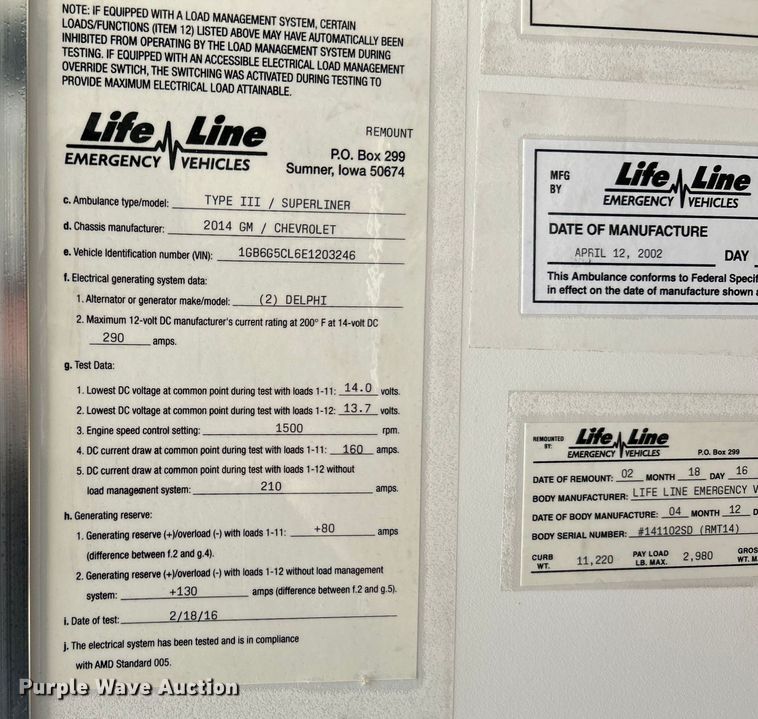 NOTE: IF EQUIPPED WITH A LOAD MANAGEMENT SYSTEM, CERTAIN
LOADS/FUNCTIONS (ITEM 12) LISTED ABOVE MAY HAVE AUTOMATICALLY BEEN
INHIBITED FROM OPERATING BY THE LOAD MANAGEMENT SYSTEM DURING
TESTING. IF EQUIPPED WITH AN ACCESSIBLE ELECTRICAL LOAD MANAGEMENT
OVERRIDE SWTICH, THE SWITCHING WAS ACTIVATED DURING TESTING TO
PROVIDE MAXIMUM ELECTRICAL LOAD ATTAINABLE.
Life Line
EMERGENCY VEHICLES
REMOUNT
P.O. Box 299
Sumner, Iowa 50674
c. Ambulance type/model: TYPE III / SUPERLINER
d. Chassis manufacturer: 2014 GM / CHEVROLET
e. Vehicle Identification number (VIN): 1GB6G5CL6E1203246
f. Electrical generating system data:
1. Alternator or generator make/model: (2) DELPHI
2. Maximum 12-volt DC manufacturer's current rating at 200° F at 14-volt DC
290 amps.
g. Test Data:
1. Lowest DC voltage at common point during test with loads 1-11: 14.0 volts.
2. Lowest DC voltage at common point during test with loads 1-12: 13.7 volts.
3. Engine speed control setting: 1500 rpm.
4. DC current draw at common point during test with loads 1-11: 160 amps.
5. DC current draw at common point during test with loads 1-12 without
load management system: 210 amps.
h. Generating reserve:
1. Generating reserve (+)/overload (-) with loads 1-11: +80 amps
(difference between f.2 and g.4).
2. Generating reserve (+)/overload (-) with loads 1-12 without load management
system: +130 amps (difference between f.2 and g.5).
i. Date of test: 2/18/16
j. The electrical system has been tested and is in compliance
with AMD Standard 005.
MFG
BY
Life Line
EMERGENCY VEHICLES
DATE OF MANUFACTURE
APRIL 12, 2002 DAY
This Ambulance conforms to Federal Specif
in effect on the date of manufacture shown a
REMOUNTED
BY:
Life Line
EMERGENCY VEHICLES
P.O. Box 299
DATE OF REMOUNT: 02 MONTH 18 DAY 16
BODY MANUFACTURER: LIFE LINE EMERGENCY V
DATE OF BODY MANUFACTURE: 04 MONTH 12 D
BODY SERIAL NUMBER: #141102SD (RMT14)
CURB
WT. 11,220 PAY LOAD
LB. MAX. 2,980 GROS
WT. M
Purple Wave Auction